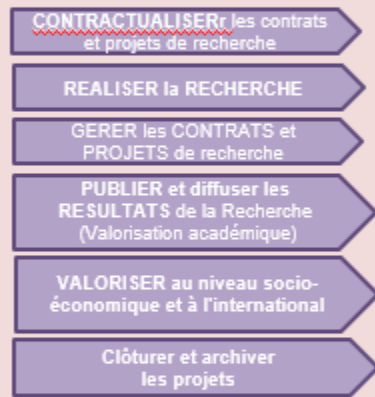 CONTRACTUALISERr les contrats
et projets de recherche
REALISER la RECHERCHE
GERER les CONTRATS et
PROJETS de recherche
PUBLIER et diffuser les
RESULTATS de la Recherche
(Valorisation académique)
VALORISER au niveau socio-
économique et à l'international
Clôturer et archiver
les projets